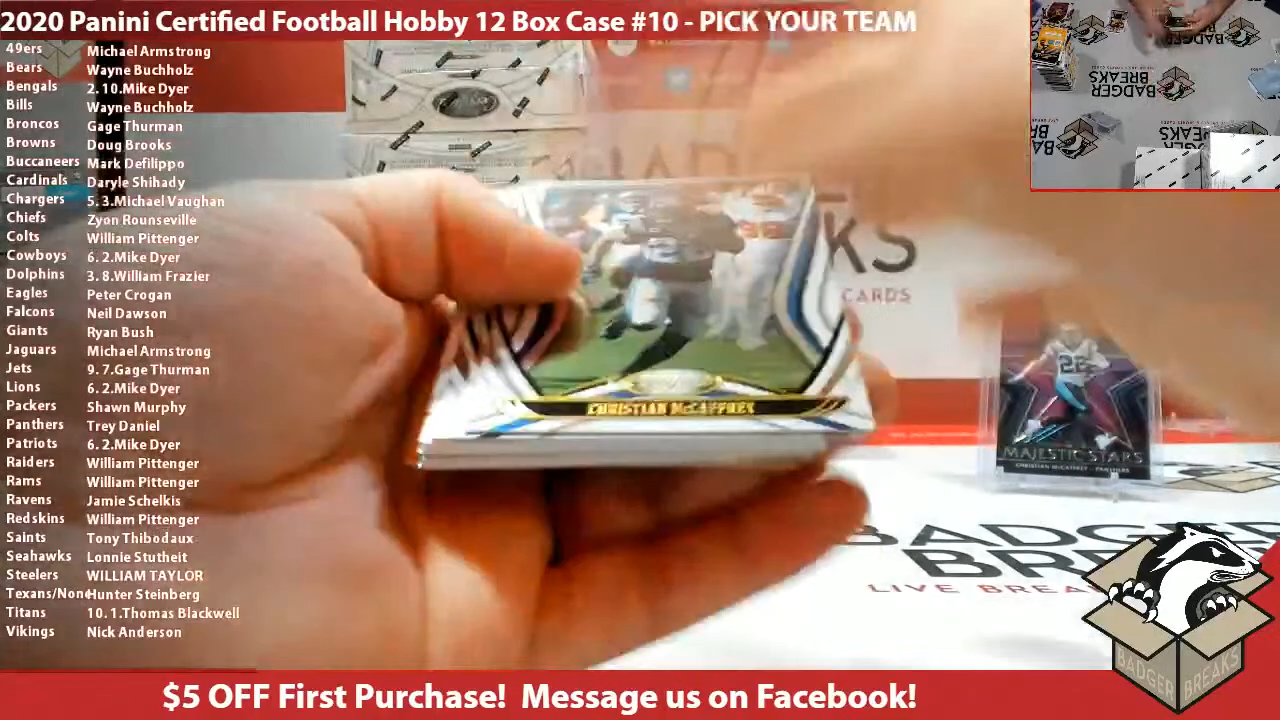 2020 Panini Certified Football Hobby 12 Box Case #10 - PICK YOUR TEAM
49ers Michael Armstrong
Bears Wayne Buchholz
Bengals 2. 10.Mike Dyer
Bills Wayne Buchholz
Broncos Gage Thurman
Browns Doug Brooks
Buccaneers Mark Defilippo
Cardinals Daryle Shihady
Chargers 5. 3.Michael Vaughan
Chiefs Zyon Rounseville
Colts William Pittenger
Cowboys 6. 2.Mike Dyer
Dolphins 3. 8.William Frazier
Eagles Peter Crogan
Falcons Neil Dawson
Giants Ryan Bush
Jaguars Michael Armstrong
Jets 9. 7.Gage Thurman
Lions 6. 2.Mike Dyer
Packers Shawn Murphy
Panthers Trey Daniel
Patriots 6. 2.Mike Dyer
Raiders William Pittenger
Rams William Pittenger
Ravens Jamie Schelkis
Redskins William Pittenger
Saints Tony Thibodaux
Seahawks Lonnie Stutheit
Steelers WILLIAM TAYLOR
Texans/None Hunter Steinberg
Titans 10. 1.Thomas Blackwell
Vikings Nick Anderson
BADGER
BREAKS
CHRISTIAN McCAFFREY
KS
CARDS
22
MAJESTIC STARS
CHRISTIAN McCAFFREY - PANTHERS
BADGER
LIVE
BADGER BREAKS
$5 OFF First Purchase! Message us on Facebook!